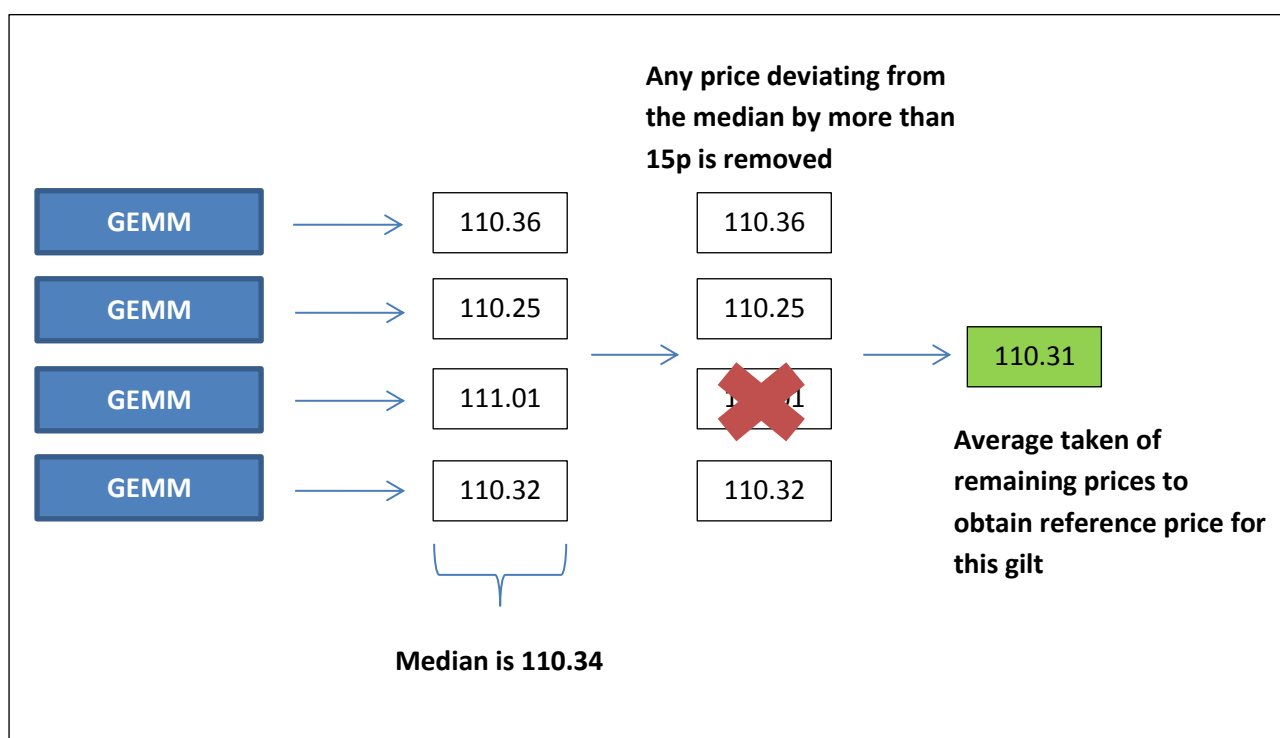 Any price deviating from
the median by more than
15p is removed
GEMM
110.36
110.36
GEMM
110.25
110.25
110.31
GEMM
111.01
Average taken of
remaining prices to
obtain reference price for
this gilt
GEMM
110.32
110.32
Median is 110.34